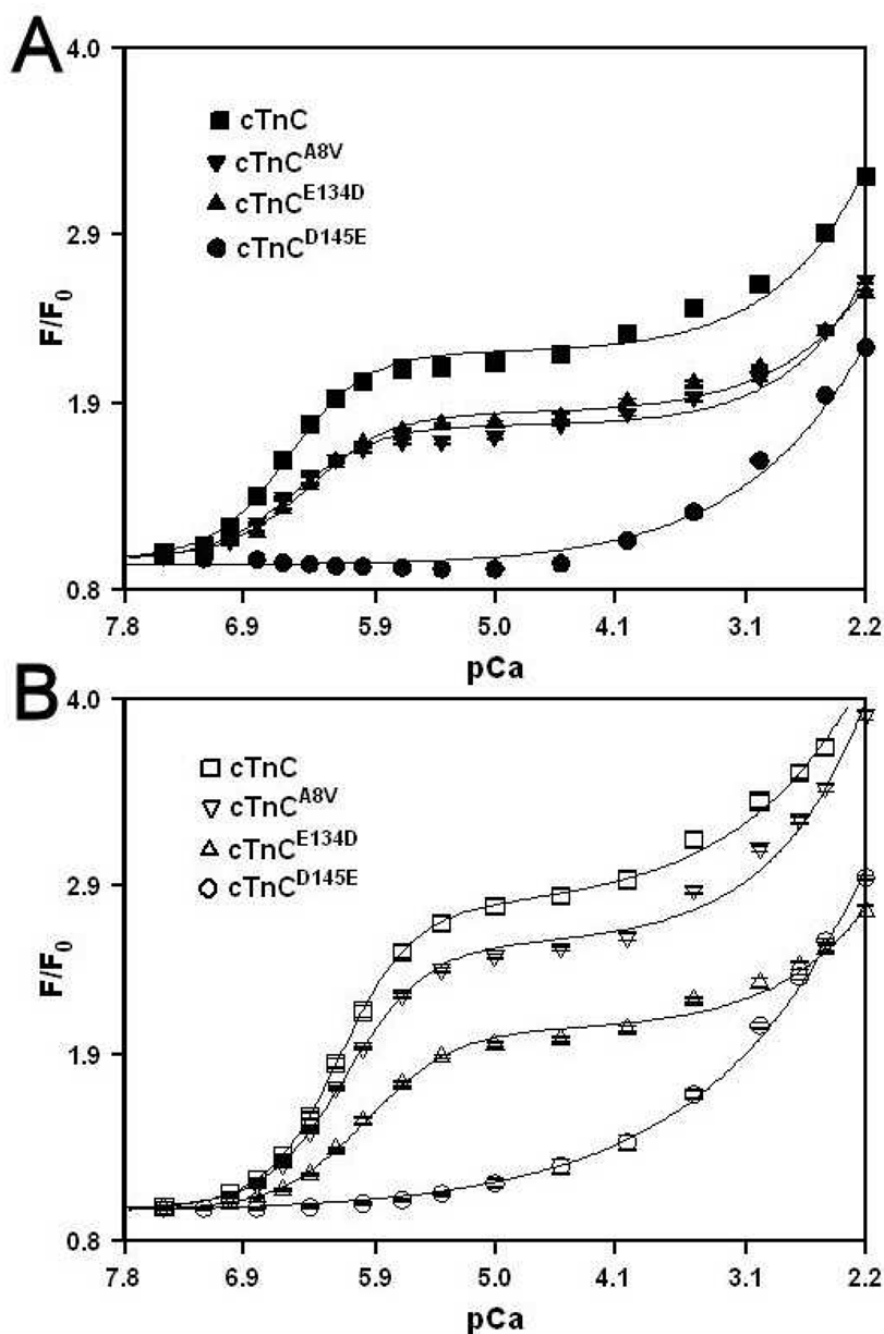 A
4.0
cTnC
cTnC^A8V
cTnC^E134D
cTnC^D145E
2.9
F/F0
1.9
0.8
7.8 6.9 5.9 5.0 4.1 3.1 2.2
pCa
B
4.0
cTnC
cTnC^A8V
cTnC^E134D
cTnC^D145E
2.9
F/F0
1.9
0.8
7.8 6.9 5.9 5.0 4.1 3.1 2.2
pCa